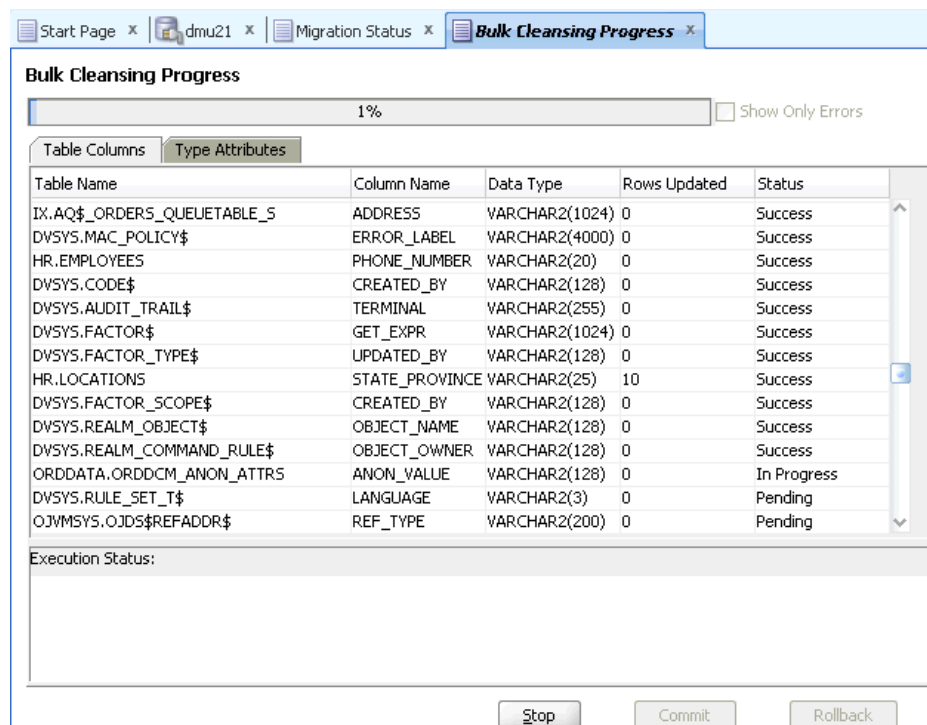 Start Page x dmu21 x Migration Status x Bulk Cleansing Progress x
Bulk Cleansing Progress
1% Show Only Errors
Table Columns Type Attributes
Table Name Column Name Data Type Rows Updated Status
IX.AQ$_ORDERS_QUEUETABLE_S ADDRESS VARCHAR2(1024) 0 Success
DVSYS.MAC_POLICY$ ERROR_LABEL VARCHAR2(4000) 0 Success
HR.EMPLOYEES PHONE_NUMBER VARCHAR2(20) 0 Success
DVSYS.CODE$ CREATED_BY VARCHAR2(128) 0 Success
DVSYS.AUDIT_TRAIL$ TERMINAL VARCHAR2(255) 0 Success
DVSYS.FACTOR$ GET_EXPR VARCHAR2(1024) 0 Success
DVSYS.FACTOR_TYPE$ UPDATED_BY VARCHAR2(128) 0 Success
HR.LOCATIONS STATE_PROVINCE VARCHAR2(25) 10 Success
DVSYS.FACTOR_SCOPE$ CREATED_BY VARCHAR2(128) 0 Success
DVSYS.REALM_OBJECT$ OBJECT_NAME VARCHAR2(128) 0 Success
DVSYS.REALM_COMMAND_RULE$ OBJECT_OWNER VARCHAR2(128) 0 Success
ORDDATA.ORDDCM_ANON_ATTRS ANON_VALUE VARCHAR2(128) 0 In Progress
DVSYS.RULE_SET_T$ LANGUAGE VARCHAR2(3) 0 Pending
OJVMSYS.OJDS$REFADDR$ REF_TYPE VARCHAR2(200) 0 Pending
Execution Status:
Stop Commit Rollback